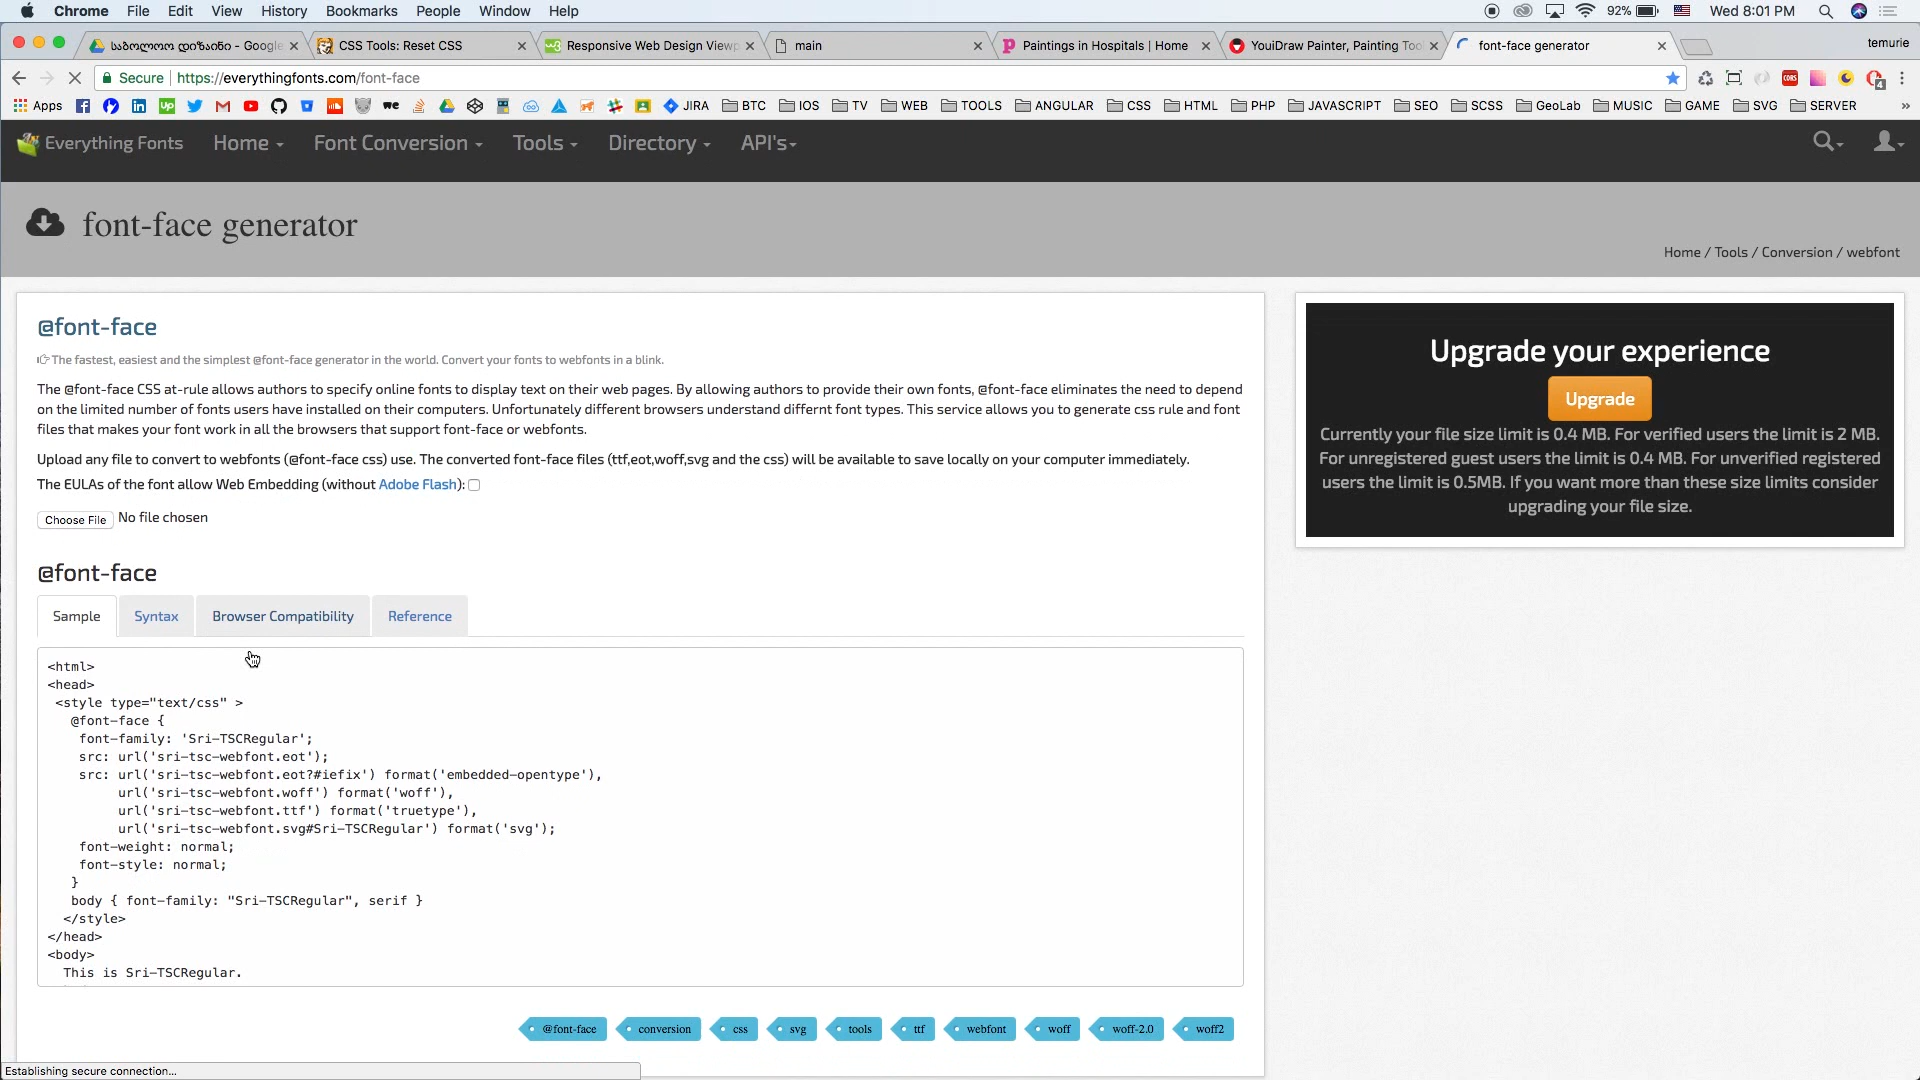 Chrome File Edit View History Bookmarks People Window Help 92% Wed 8:01 PM
საბოლოო დიზაინი - Google CSS Tools: Reset CSS Responsive Web Design Viewp main Paintings in Hospitals | Home YouiDraw Painter, Painting Too font-face generator temurie
Secure https://everythingfonts.com/font-face
Apps JIRA BTC IOS TV WEB TOOLS ANGULAR CSS HTML PHP JAVASCRIPT SEO SCSS GeoLab MUSIC GAME SVG SERVER »
Everything Fonts Home Font Conversion Tools Directory API's
font-face generator
Home / Tools / Conversion / webfont
@font-face
The fastest, easiest and the simplest @font-face generator in the world. Convert your fonts to webfonts in a blink.
The @font-face CSS at-rule allows authors to specify online fonts to display text on their web pages. By allowing authors to provide their own fonts, @font-face eliminates the need to depend
on the limited number of fonts users have installed on their computers. Unfortunately different browsers understand differnt font types. This service allows you to generate css rule and font
files that makes your font work in all the browsers that support font-face or webfonts.
Upload any file to convert to webfonts (@font-face css) use. The converted font-face files (ttf,eot,woff,svg and the css) will be available to save locally on your computer immediately.
The EULAs of the font allow Web Embedding (without Adobe Flash):
Choose File No file chosen
@font-face
Sample Syntax Browser Compatibility Reference
<html>
<head>
<style type="text/css" >
@font-face {
font-family: 'Sri-TSCRegular';
src: url('sri-tsc-webfont.eot');
src: url('sri-tsc-webfont.eot?#iefix') format('embedded-opentype'),
url('sri-tsc-webfont.woff') format('woff'),
url('sri-tsc-webfont.ttf') format('truetype'),
url('sri-tsc-webfont.svg#Sri-TSCRegular') format('svg');
font-weight: normal;
font-style: normal;
}
body { font-family: "Sri-TSCRegular", serif }
</style>
</head>
<body>
This is Sri-TSCRegular.
@font-face conversion css svg tools ttf webfont woff woff-2.0 woff2
Upgrade your experience
Upgrade
Currently your file size limit is 0.4 MB. For verified users the limit is 2 MB.
For unregistered guest users the limit is 0.4 MB. For unverified registered
users the limit is 0.5MB. If you want more than these size limits consider
upgrading your file size.
Establishing secure connection...